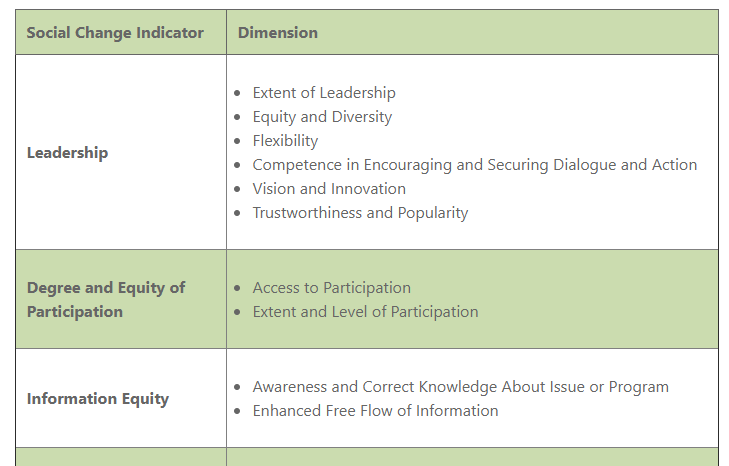 Social Change Indicator
Dimension
Leadership
Extent of Leadership
Equity and Diversity
Flexibility
Competence in Encouraging and Securing Dialogue and Action
Vision and Innovation
Trustworthiness and Popularity
Degree and Equity of
Participation
Access to Participation
Extent and Level of Participation
Information Equity
Awareness and Correct Knowledge About Issue or Program
Enhanced Free Flow of Information